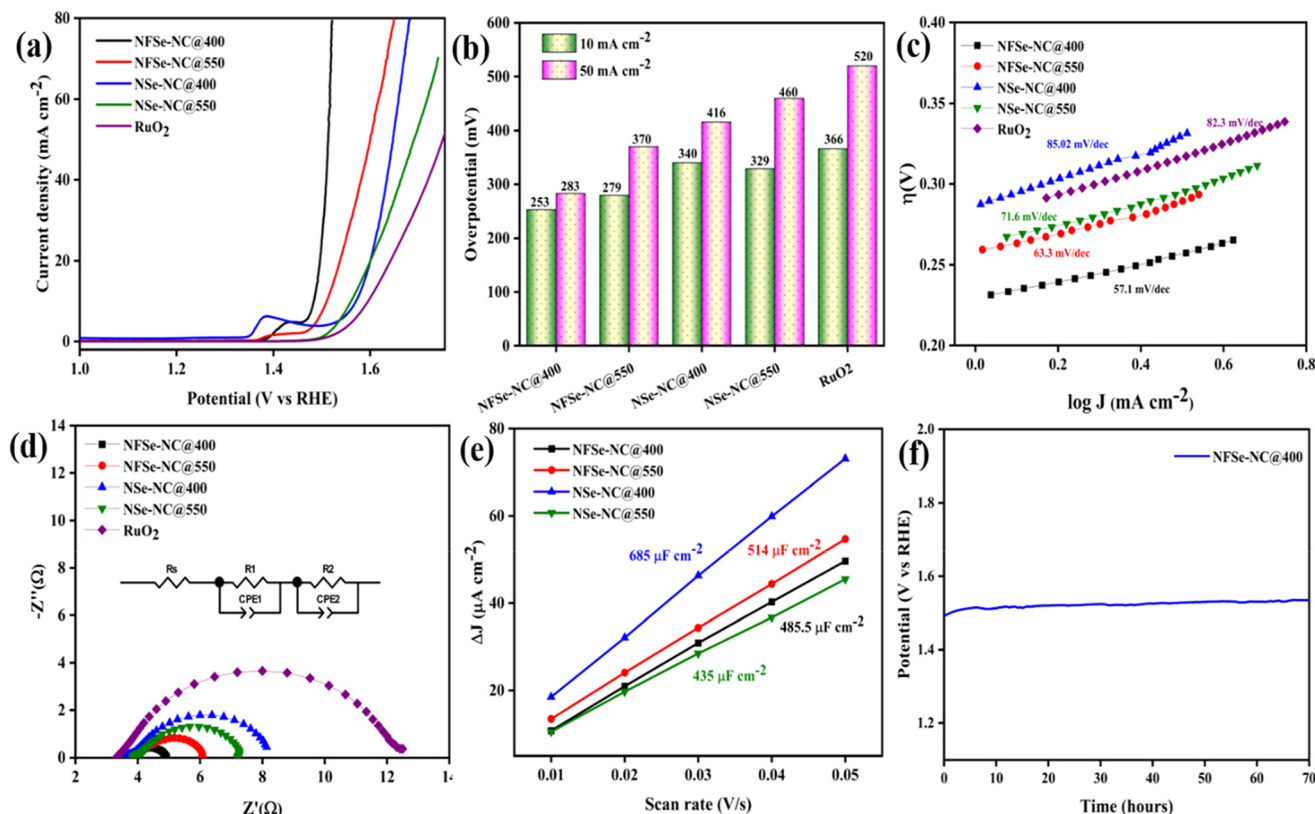 (a)
NFSe-NC@400
NFSe-NC@550
NSe-NC@400
NSe-NC@550
RuO2
Current density (mA cm-2)
80
60
40
20
0
1.0
1.2
1.4
1.6
Potential (V vs RHE)
(b)
10 mA cm-2
50 mA cm-2
Overpotential (mV)
600
500
400
300
200
100
0
253
283
279
370
340
416
329
460
366
520
NFSe-NC@400
NFSe-NC@550
NSe-NC@400
NSe-NC@550
RuO2
(c)
NFSe-NC@400
NFSe-NC@550
NSe-NC@400
NSe-NC@550
RuO2
η(V)
0.40
0.35
0.30
0.25
0.20
85.02 mV/dec
82.3 mV/dec
71.6 mV/dec
63.3 mV/dec
57.1 mV/dec
0.0
0.2
0.4
0.6
0.8
log J (mA cm-2)
(d)
NFSe-NC@400
NFSe-NC@550
NSe-NC@400
NSe-NC@550
RuO2
-Z''(Ω)
14
12
10
8
6
4
2
0
Rs
R1
R2
CPE1
CPE2
2
4
6
8
10
12
14
Z'(Ω)
(e)
NFSe-NC@400
NFSe-NC@550
NSe-NC@400
NSe-NC@550
ΔJ (μA cm-2)
80
60
40
20
685 μF cm-2
514 μF cm-2
485.5 μF cm-2
435 μF cm-2
0.01
0.02
0.03
0.04
0.05
Scan rate (V/s)
(f)
NFSe-NC@400
Potential (V vs RHE)
2.0
1.8
1.6
1.4
1.2
0
10
20
30
40
50
60
70
Time (hours)